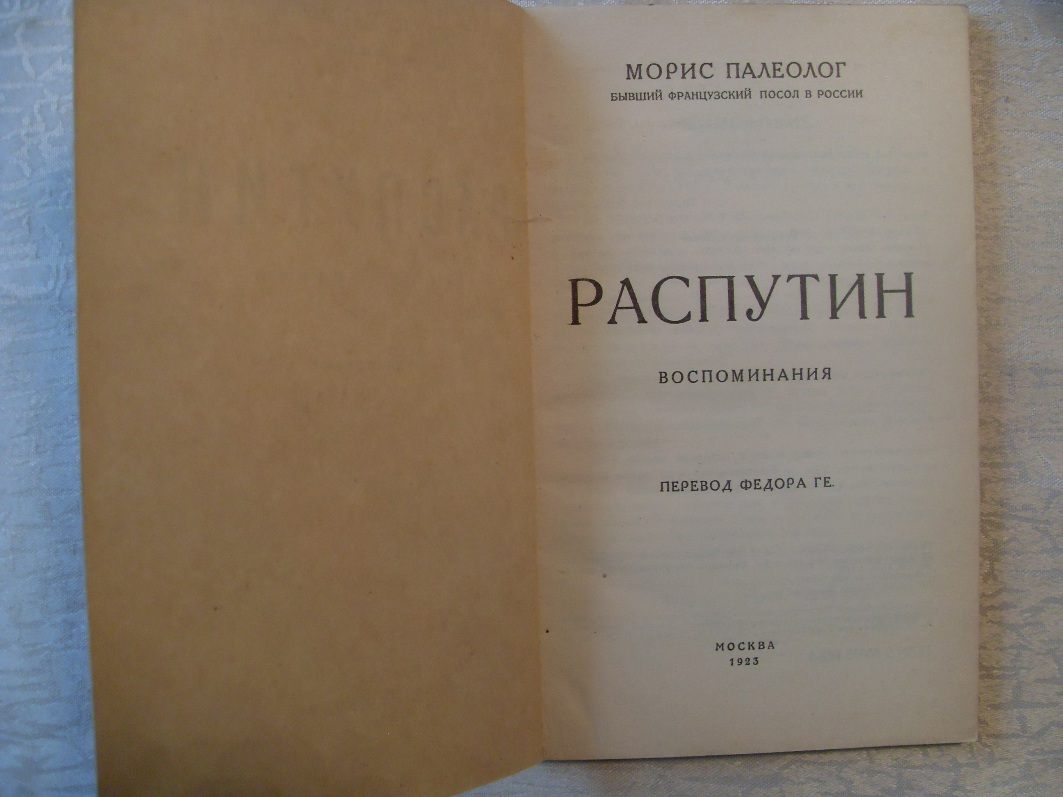 МОРИС ПАЛЕОЛОГ
БЫВШИЙ ФРАНЦУЗСКИЙ ПОСОЛ В РОССИИ
РАСПУТИН
ВОСПОМИНАНИЯ
ПЕРЕВОД ФЕДОРА ГЕ.
МОСКВА
1923